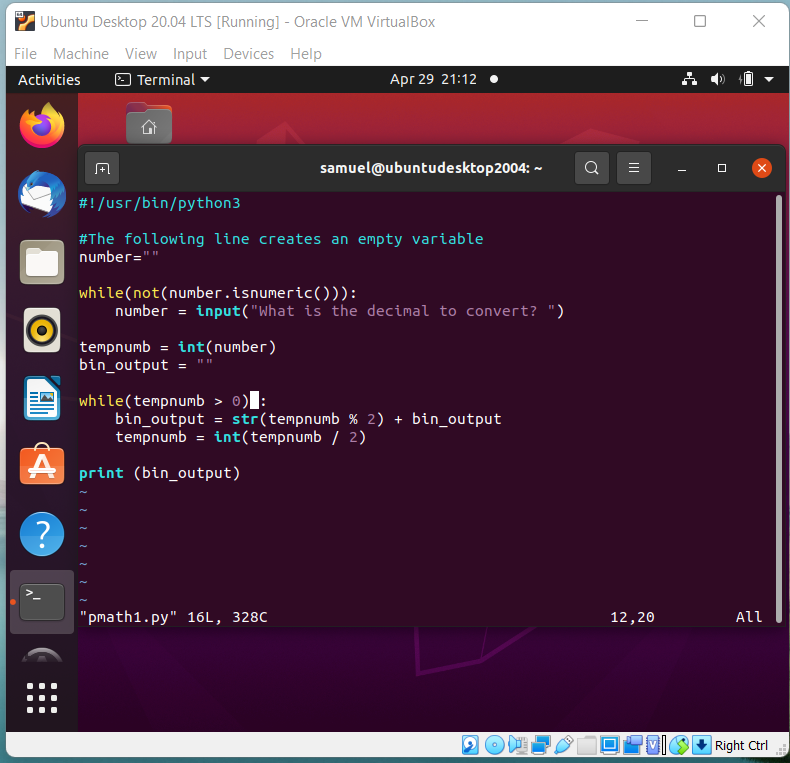 Ubuntu Desktop 20.04 LTS [Running] - Oracle VM VirtualBox
File Machine View Input Devices Help
Activities Terminal Apr 29 21:12
samuel@ubuntudesktop2004: ~
#!/usr/bin/python3
#The following line creates an empty variable
number=""
while(not(number.isnumeric())):
    number = input("What is the decimal to convert? ")
tempnumb = int(number)
bin_output = ""
while(tempnumb > 0) :
    bin_output = str(tempnumb % 2) + bin_output
    tempnumb = int(tempnumb / 2)
print (bin_output)
~
~
~
~
~
~
~
"pmath1.py" 16L, 328C 12,20 All
Right Ctrl